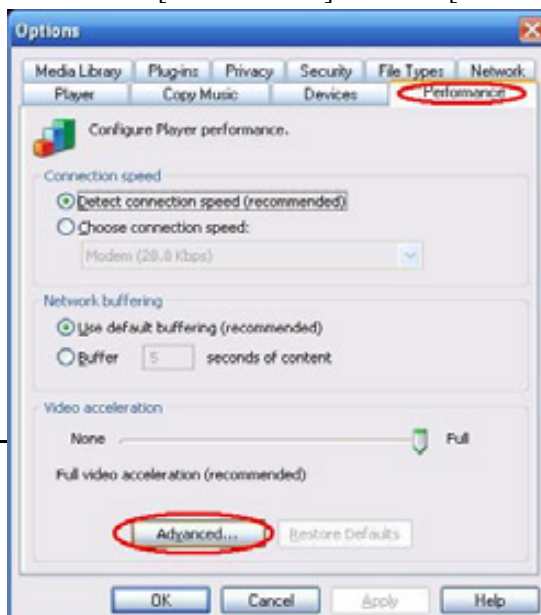 Options
Media Library Plug-ins Privacy Security File Types Network
Player Copy Music Devices Performance
Configure Player performance.
Connection speed
Detect connection speed (recommended)
Choose connection speed:
Modem (28.8 Kbps)
Network buffering
Use default buffering (recommended)
Buffer 5 seconds of content
Video acceleration
None Full
Full video acceleration (recommended)
Advanced... Restore Defaults
OK Cancel Apply Help